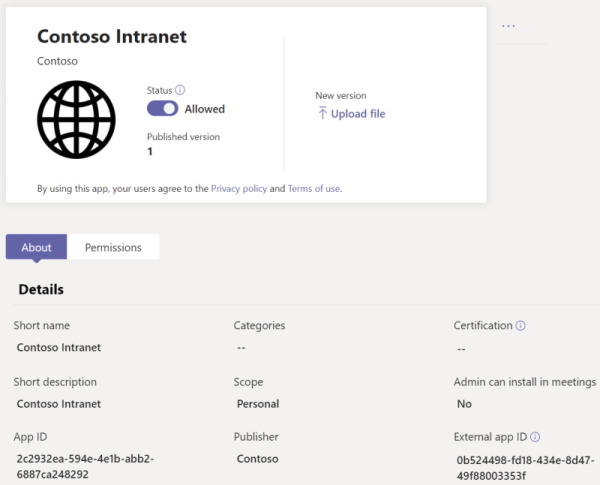 Contoso Intranet
Contoso
Status
Allowed
Published version
1
New version
Upload file
By using this app, your users agree to the Privacy policy and Terms of use.
About
Permissions
Details
Short name
Categories
Certification
Contoso Intranet
--
--
Short description
Scope
Admin can install in meetings
Contoso Intranet
Personal
No
App ID
Publisher
External app ID
2c2932ea-594e-4e1b-abb2-
6887ca248292
Contoso
0b524498-fd18-434e-8d47-
49f88003353f